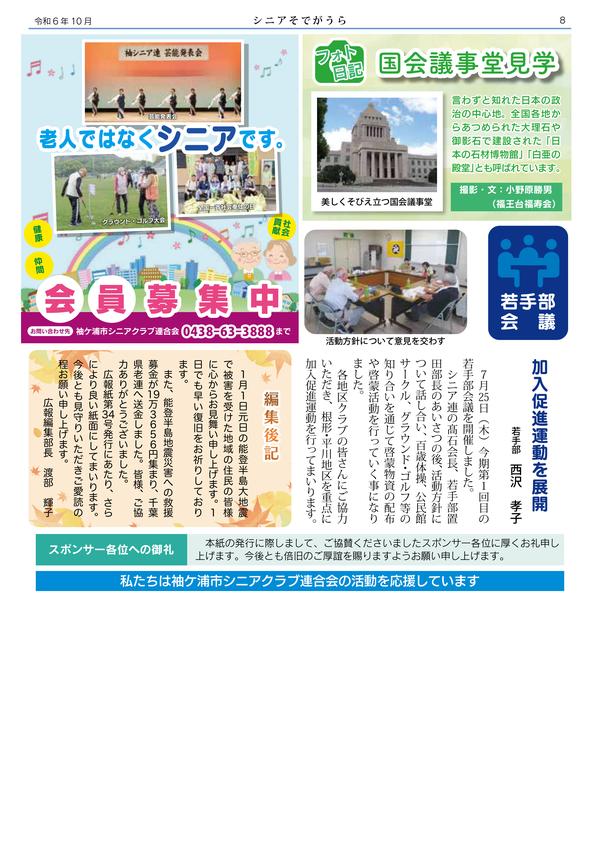 令和６年１０月
シニアそでがうら
8
袖シニア連 芸能発表会
芸能発表会
老人ではなくシニアです。
グラウンド・ゴルフ大会
健康
仲間
社会貢献
会員募集中
お問い合わせ先 袖ケ浦市シニアクラブ連合会 0438-63-3888まで
フォト日記
国会議事堂見学
言わずと知れた日本の政
治の中心地。全国各地か
らあつめられた大理石や
御影石で建設された「日
本の石材博物館」「白亜の
殿堂」とも呼ばれています。
撮影・文：小野原勝男
（福王台福寿会）
美しくそびえ立つ国会議事堂
活動方針について意見を交わす
若手部
会 議
加入促進運動を展開
若手部 西沢 孝子
７月25日（木）今期第１回目の
若手部会議を開催しました。
シニア連の髙石会長、若手部置
田部長のあいさつの後、活動方針に
ついて話し合い、百歳体操、公民館
サークル、グラウンド・ゴルフ等の
知り合いを通じて啓蒙物資の配布
や啓蒙活動を行っていく事になり
ました。
各地区クラブの皆さんにご協力
いただき、根形・平川地区を重点に
加入促進運動を行ってまいります。
編集後記
１月１日元日の能登半島大地震
で被害を受けた地域の住民の皆様
に心からお見舞い申し上げます。１
日でも早い復旧をお祈りしており
ます。
また、能登半島地震災害への救援
募金が19万3656円集まり、千葉
県老連へ送金しました。皆様、ご協
力ありがとうございました。
広報紙第34号発行にあたり、さら
により良い紙面にしてまいります。
今後とも見守りいただきご愛読の
程お願い申し上げます。
広報編集部長 渡部 輝子
スポンサー各位への御礼
本紙の発行に際しまして、ご協賛くださいましたスポンサー各位に厚くお礼申し
上げます。今後とも倍旧のご厚誼を賜りますようお願い申し上げます。
私たちは袖ケ浦市シニアクラブ連合会の活動を応援しています